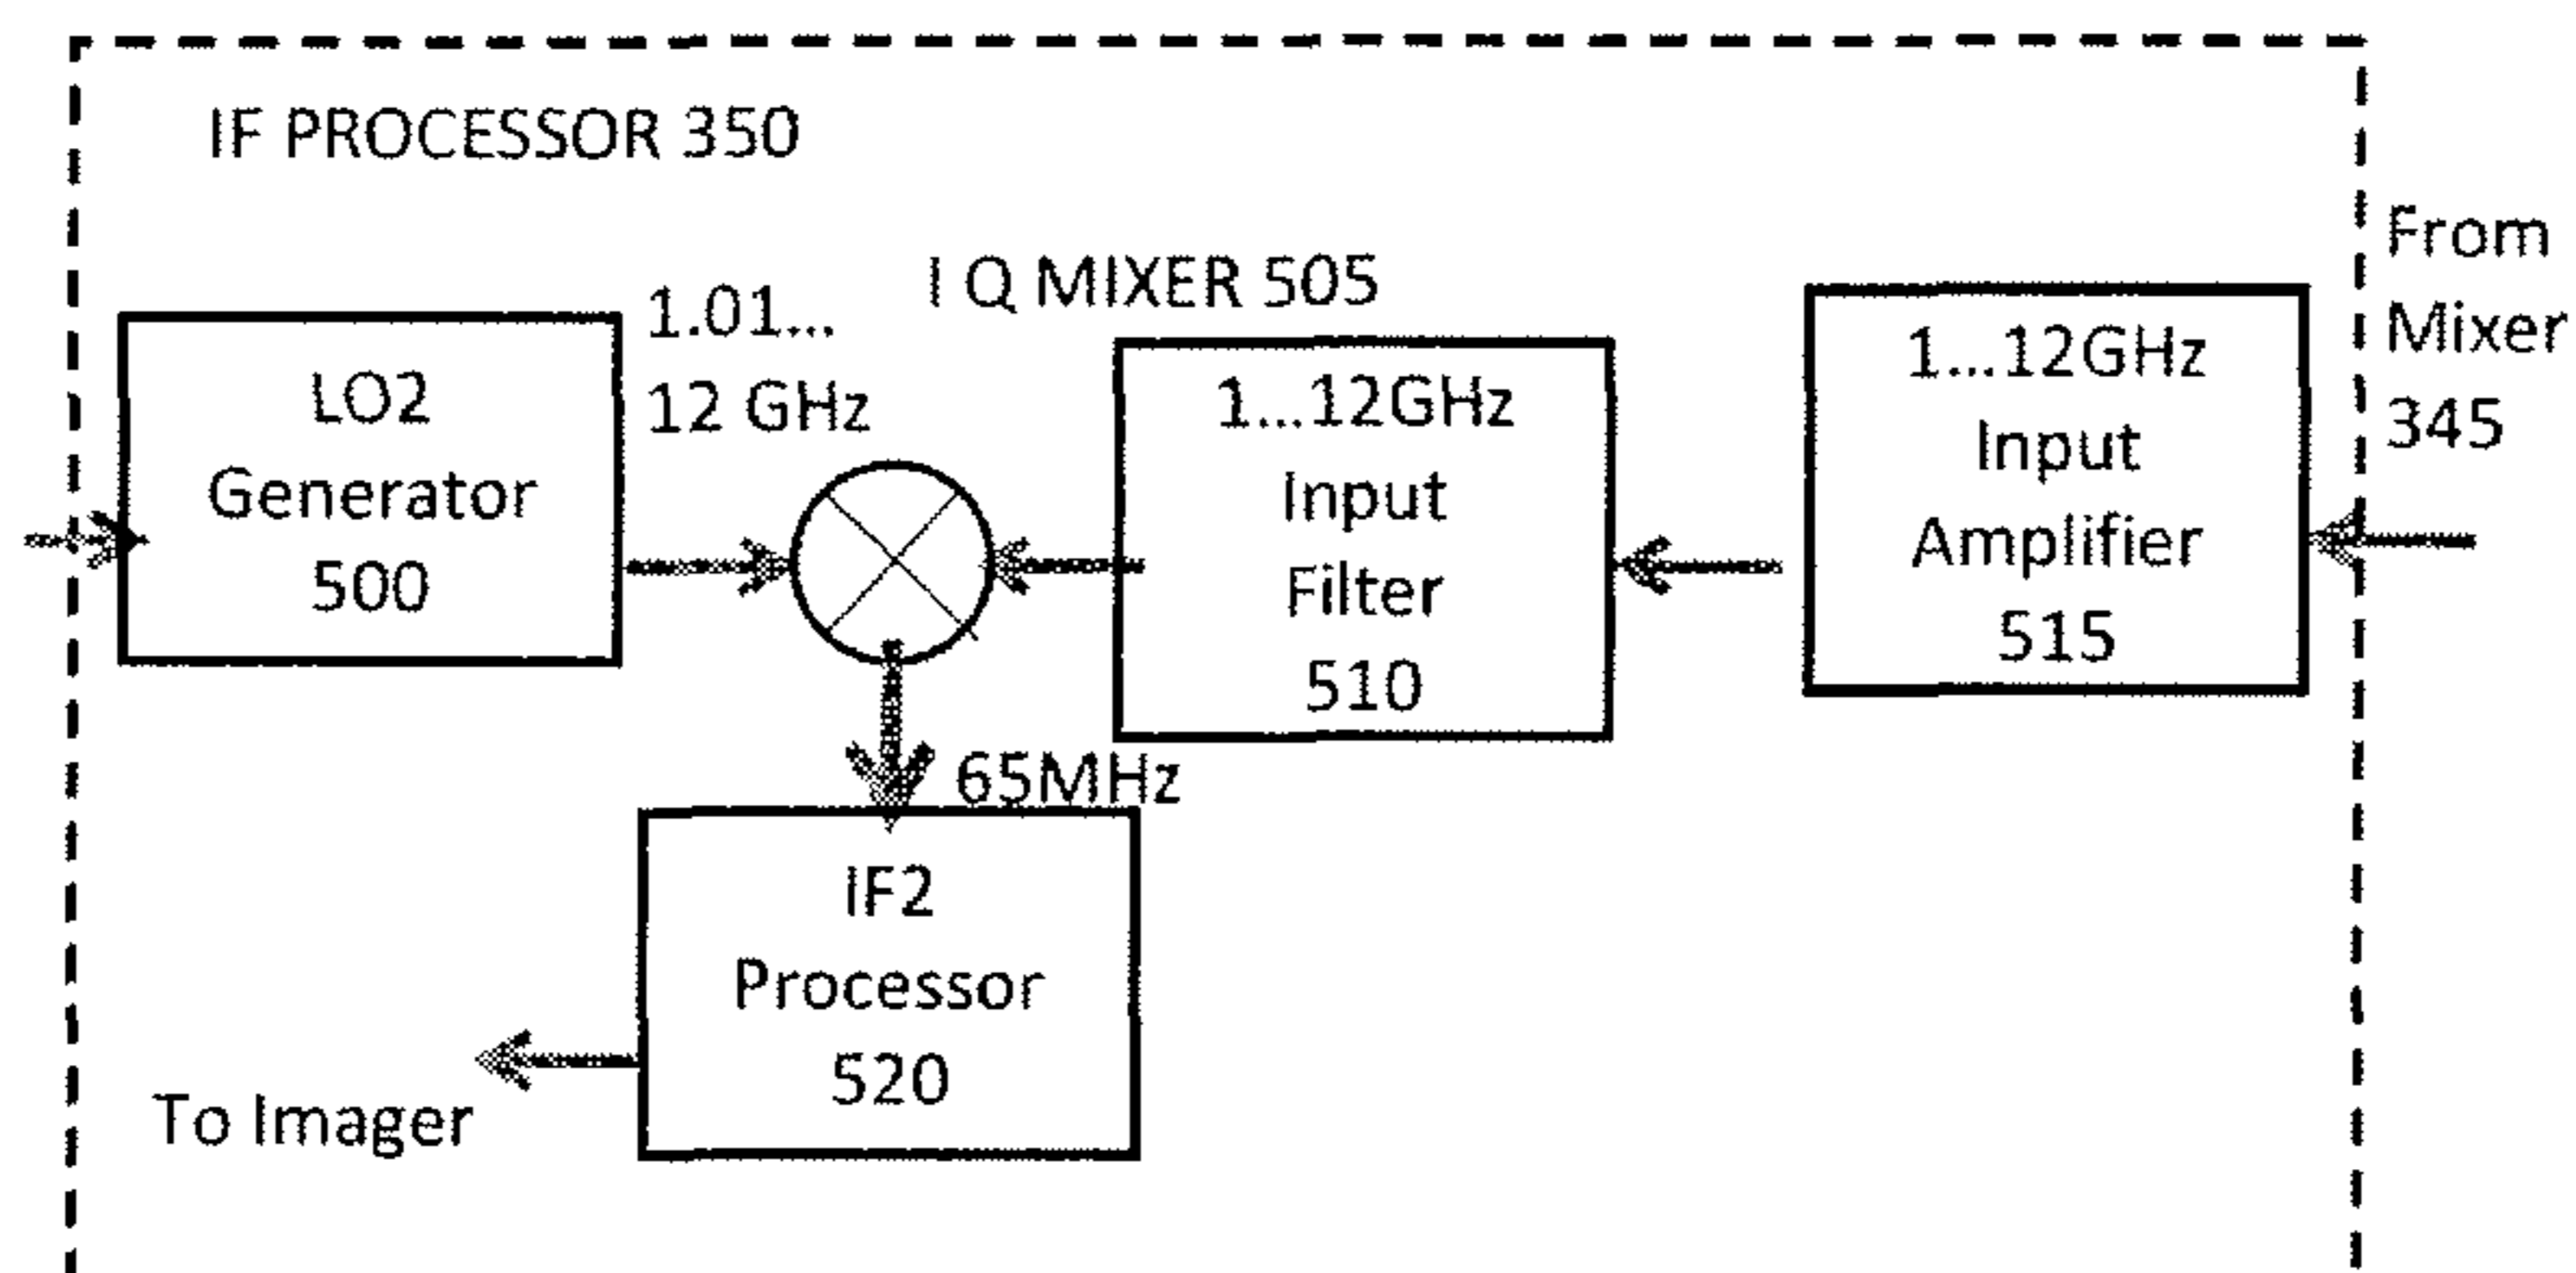 IF PROCESSOR 350
LO2
Generator
500
1.01...
12 GHz
I Q MIXER 505
1...12GHz
Input
Filter
510
1...12GHz
Input
Amplifier
515
From
Mixer
345
65MHz
IF2
Processor
520
To Imager